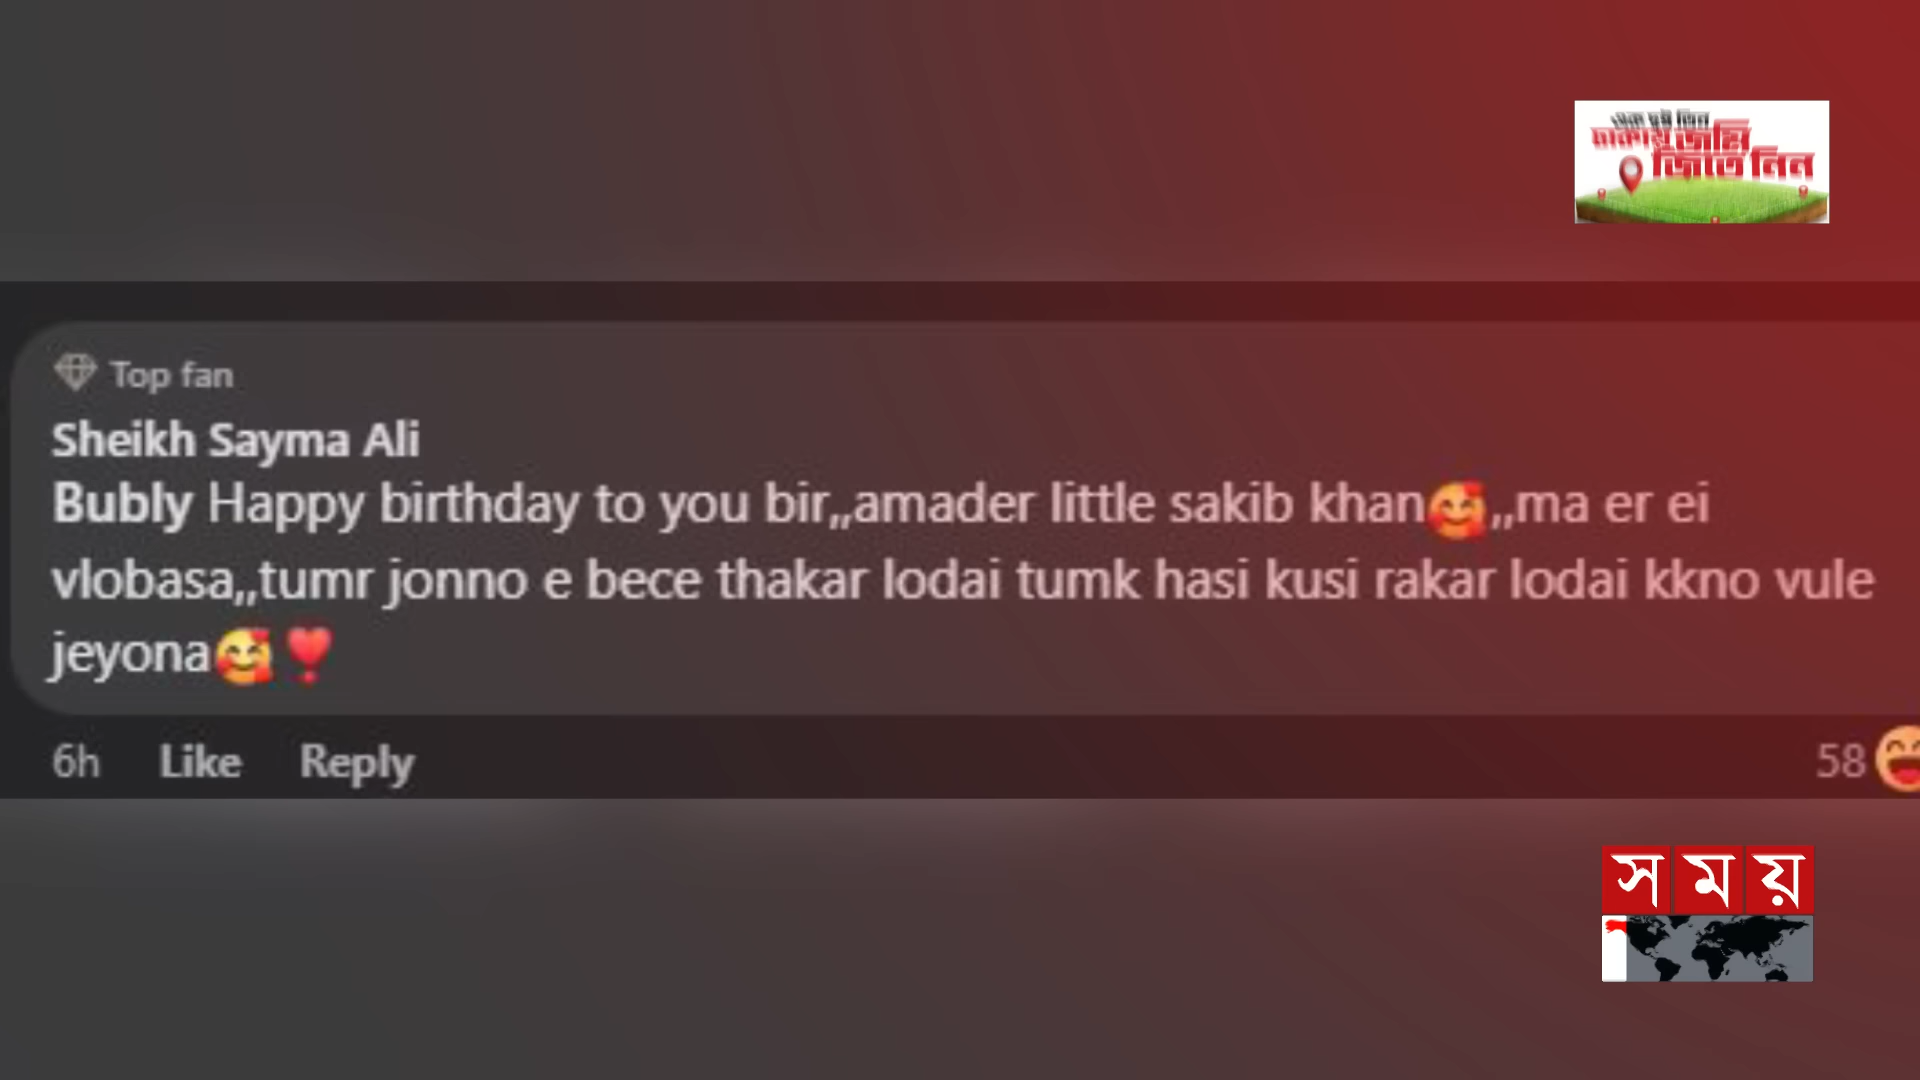 ঢাকায় জমি
জিতে নিন
Top fan
Sheikh Sayma Ali
Bubly Happy birthday to you bir,,amader little sakib khan🥰,,ma er ei
vlobasa,,tumr jonno e bece thakar lodai tumk hasi kusi rakar lodai kkno vule
jeyona🥰❣️
6h Like Reply 58
সময়